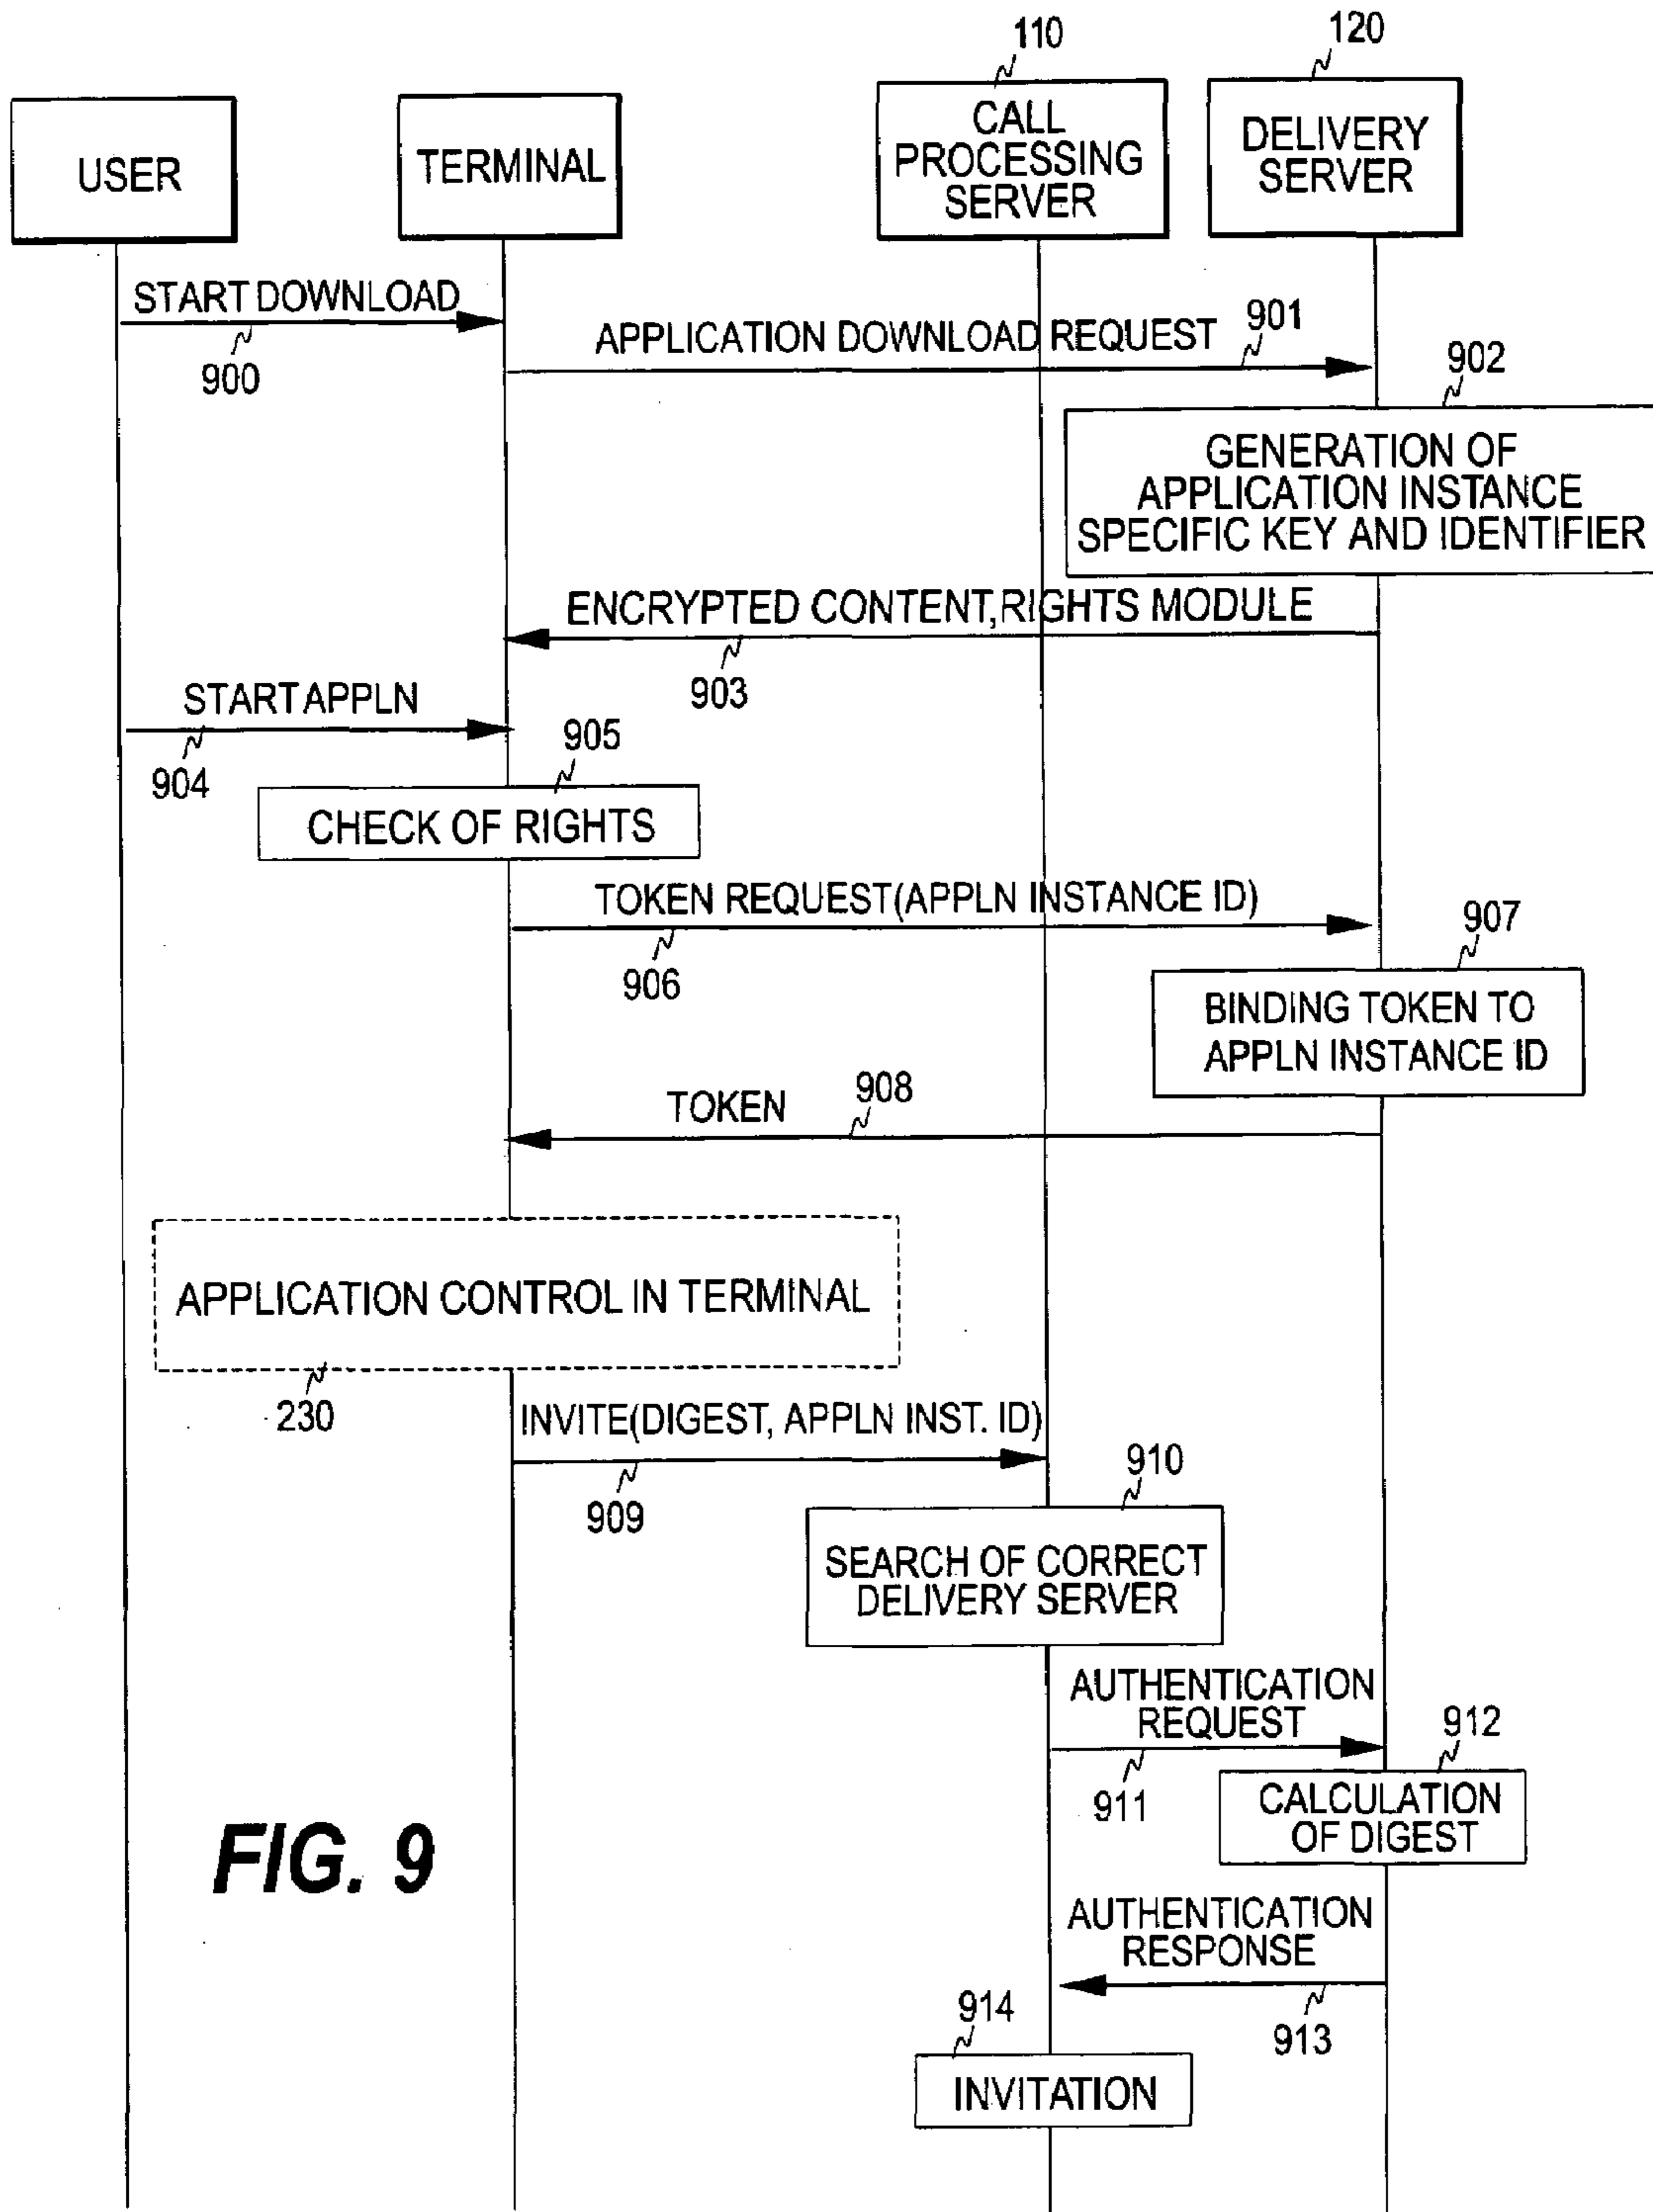 110
120
USER
TERMINAL
CALL
PROCESSING
SERVER
DELIVERY
SERVER
START DOWNLOAD
900
APPLICATION DOWNLOAD REQUEST
901
902
GENERATION OF
APPLICATION INSTANCE
SPECIFIC KEY AND IDENTIFIER
ENCRYPTED CONTENT, RIGHTS MODULE
903
START APPLN
904
905
CHECK OF RIGHTS
TOKEN REQUEST(APPLN INSTANCE ID)
906
907
BINDING TOKEN TO
APPLN INSTANCE ID
TOKEN
908
APPLICATION CONTROL IN TERMINAL
230
INVITE(DIGEST, APPLN INST. ID)
909
910
SEARCH OF CORRECT
DELIVERY SERVER
AUTHENTICATION
REQUEST
911
912
CALCULATION
OF DIGEST
FIG. 9
AUTHENTICATION
RESPONSE
913
914
INVITATION